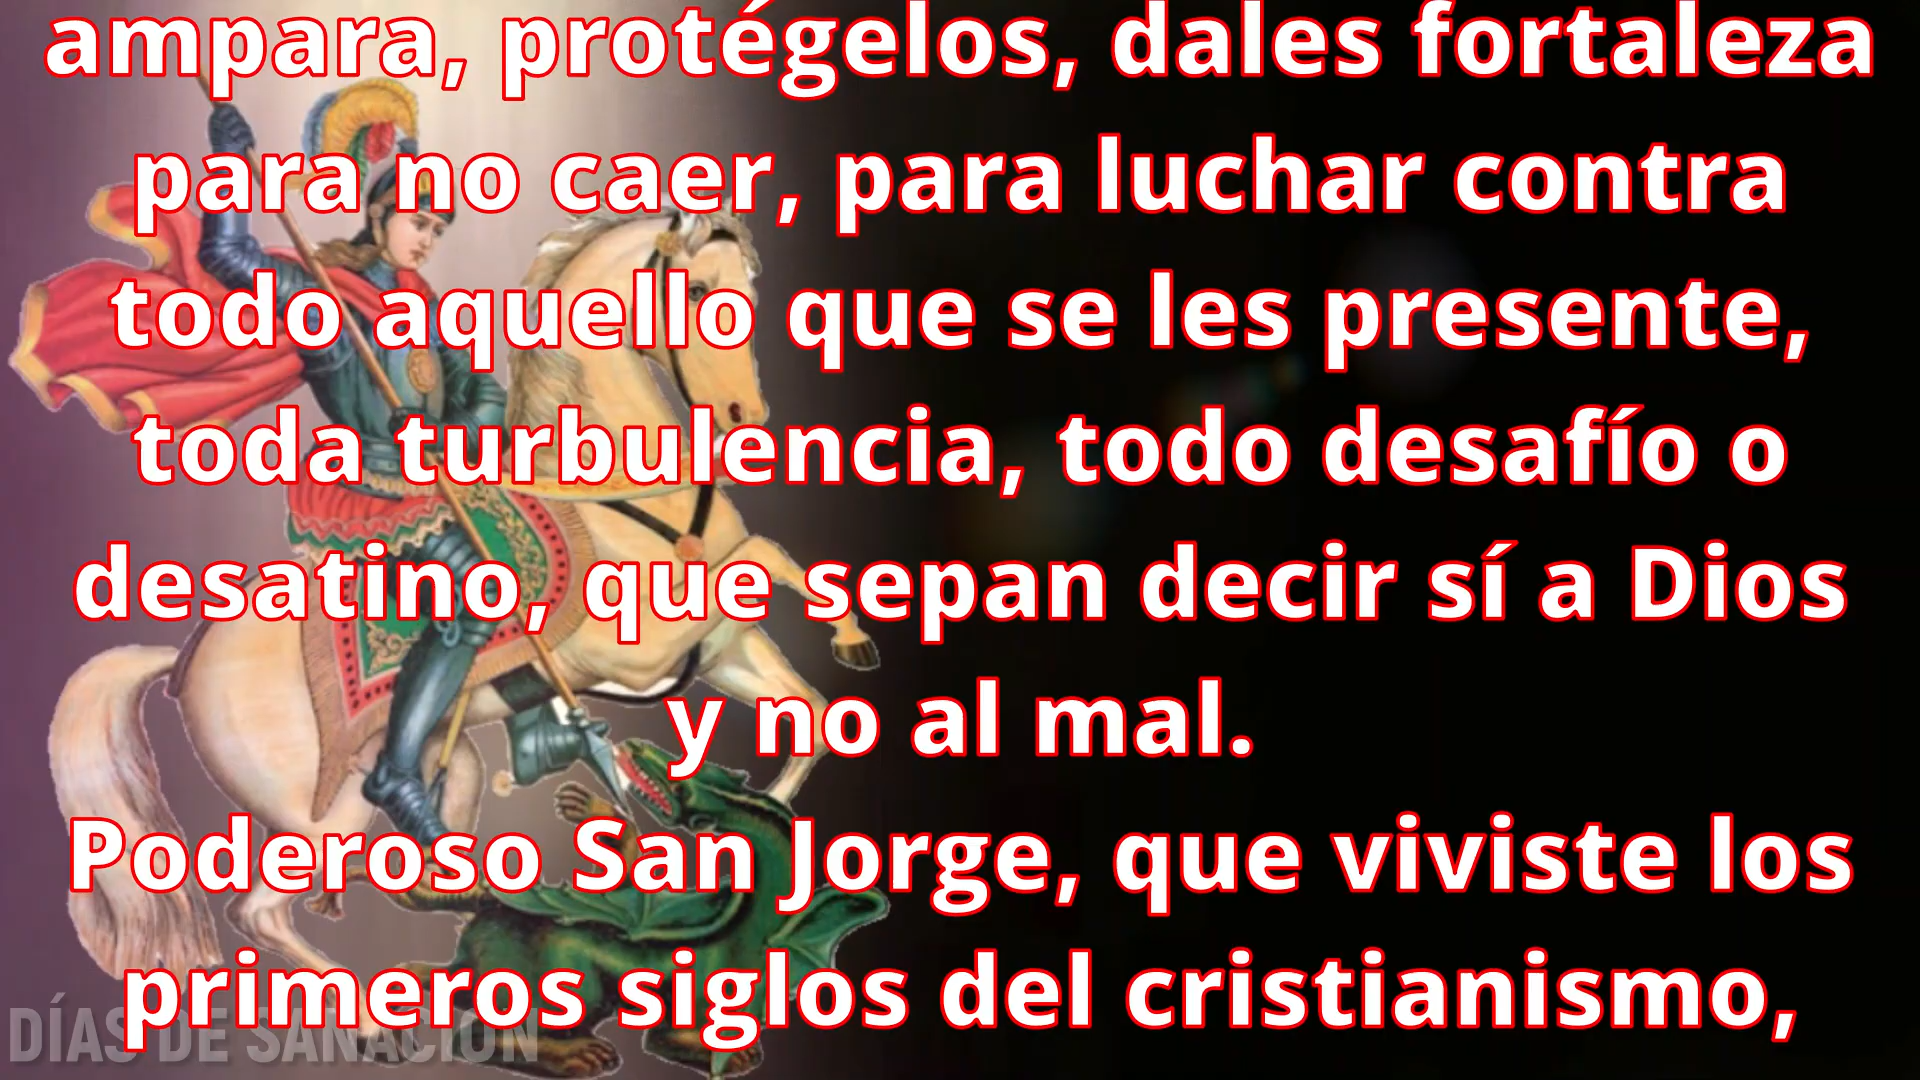 ampara, protégelos, dales fortaleza
para no caer, para luchar contra
todo aquello que se les presente,
toda turbulencia, todo desafío o
desatino, que sepan decir sí a Dios
y no al mal.
Poderoso San Jorge, que viviste los
primeros siglos del cristianismo,
DÍAS DE SANACIÓN